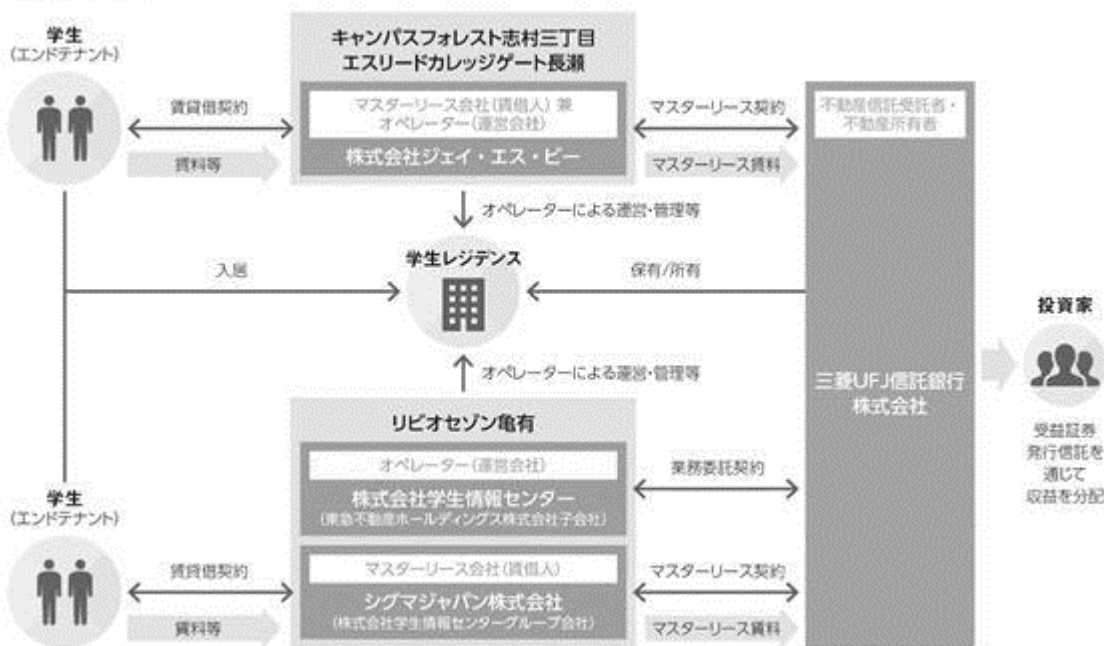 学生
(エンドテナント)
キャンパスフォレスト志村三丁目
エスリードカレッジゲート長瀬
マスターリース会社(賃借人)兼
オペレーター(運営会社)
株式会社ジェイ・エス・ビー
賃貸借契約
賃料等
マスターリース契約
マスターリース賃料
不動産信託受託者・
不動産所有者
オペレーターによる運営・管理等
入居
学生レジデンス
保有/所有
オペレーターによる運営・管理等
三菱UFJ信託銀行
株式会社
投資家
受益証券
発行信託を
通じて
収益を分配
リビオセゾン亀有
オペレーター(運営会社)
株式会社学生情報センター
(東急不動産ホールディングス株式会社子会社)
業務委託契約
学生
(エンドテナント)
賃貸借契約
賃料等
マスターリース会社(賃借人)
シグマジャパン株式会社
(株式会社学生情報センターグループ会社)
マスターリース契約
マスターリース賃料